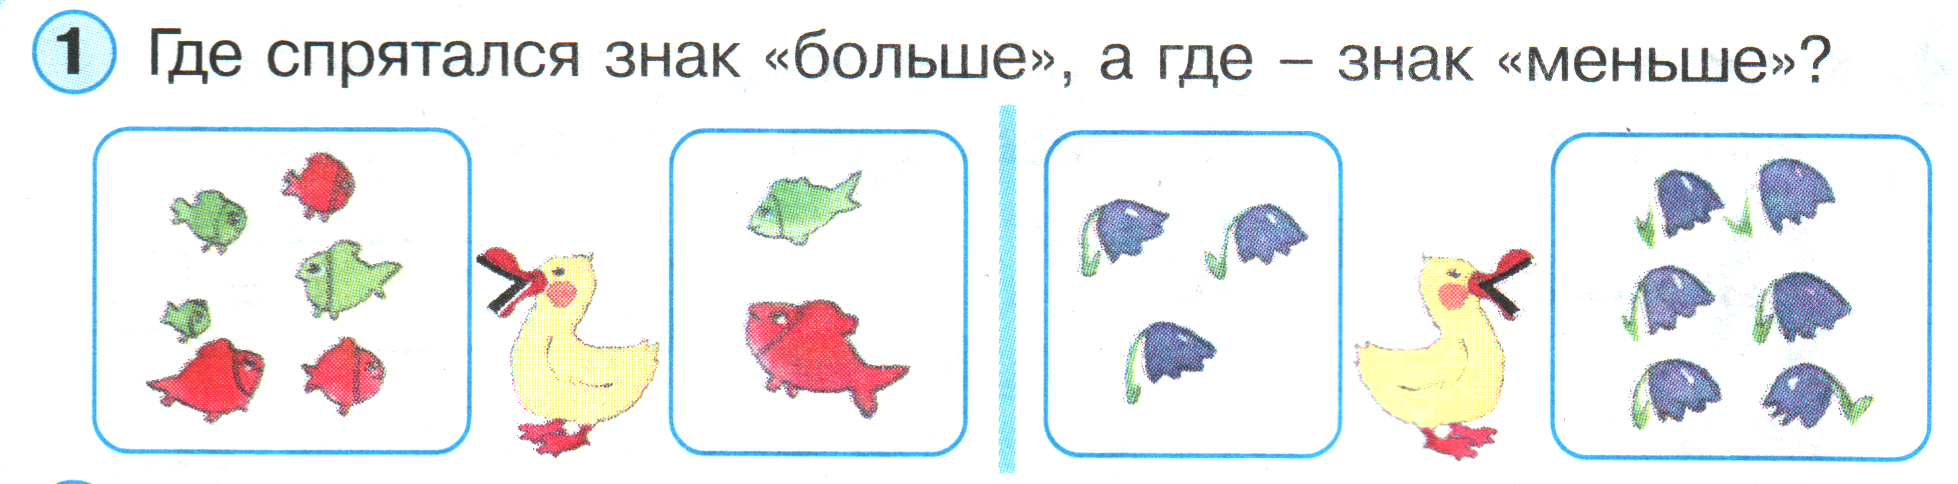 1 Где спрятался знак «больше», а где – знак «меньше»?